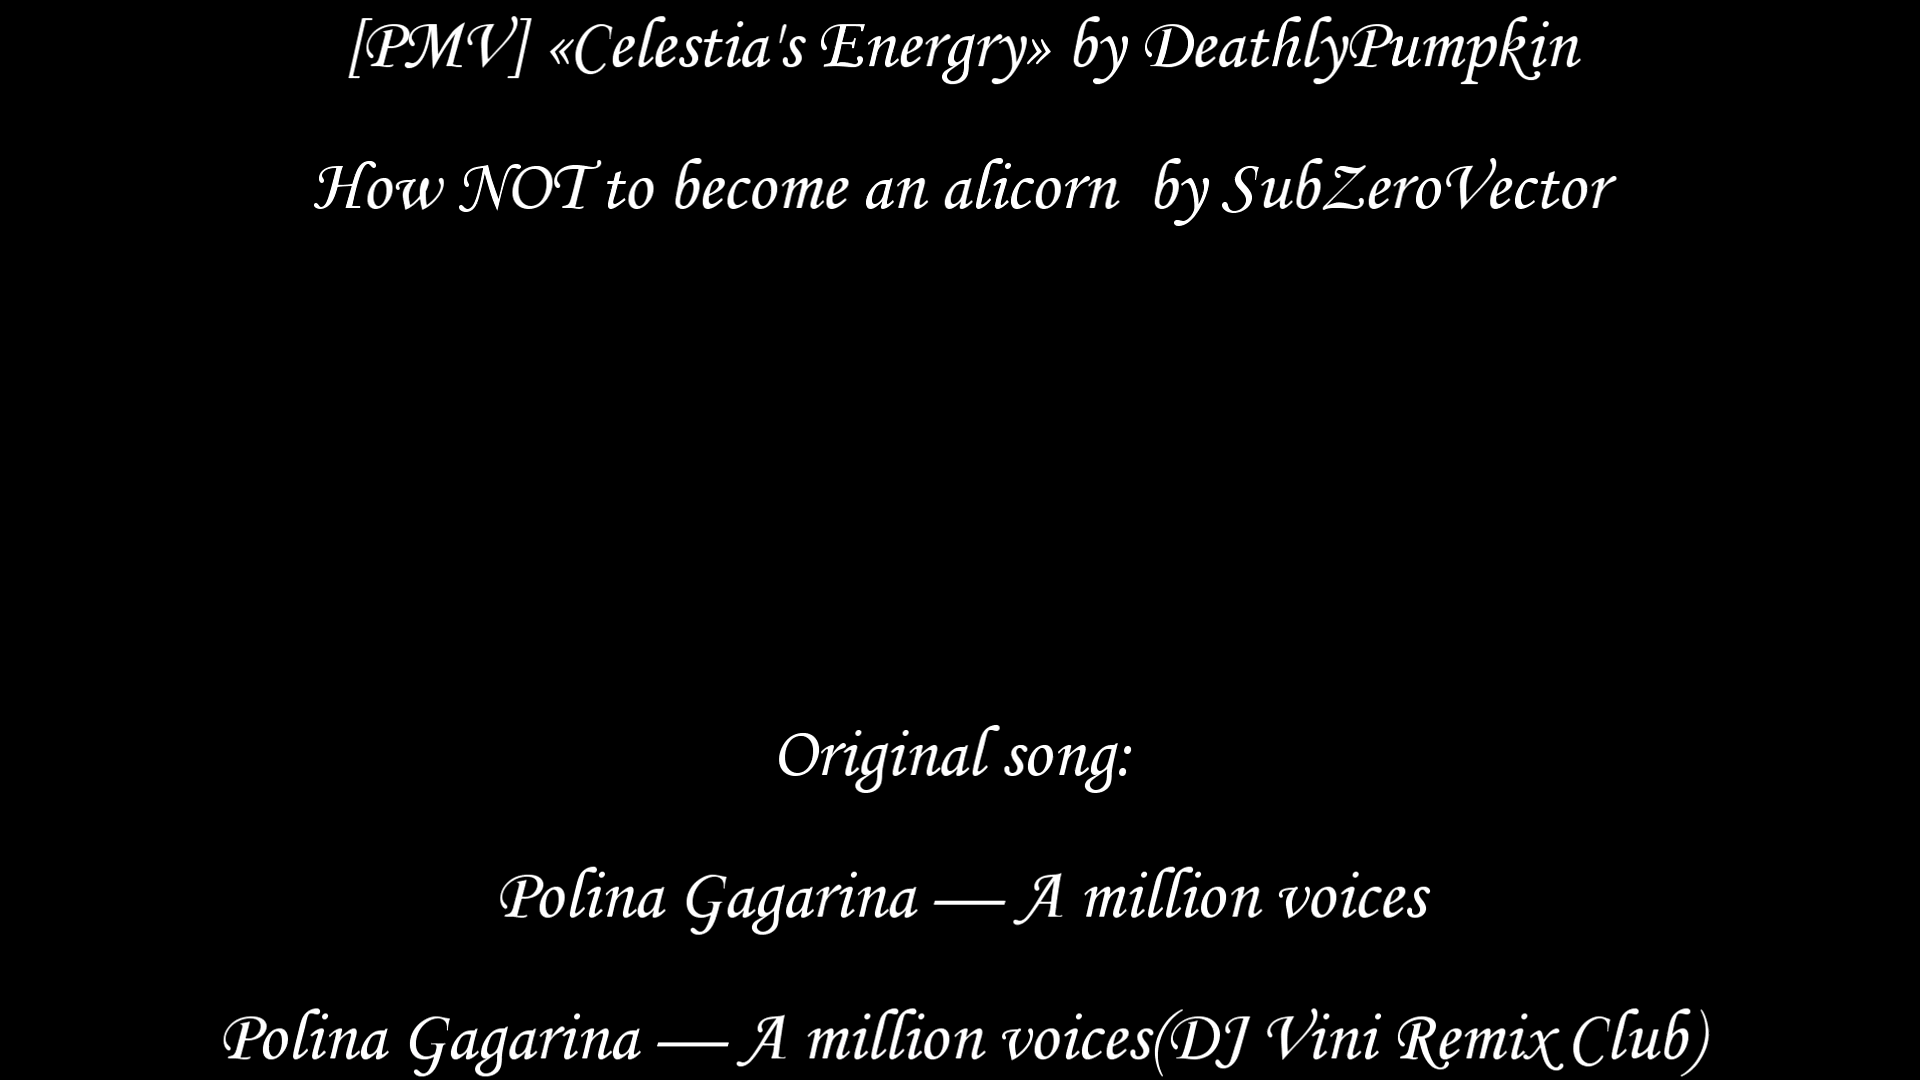 [PMV] «Celestia's Energry» by DeathlyPumpkin
How NOT to become an alicorn by SubZeroVector
Original song:
Polina Gagarina — A million voices
Polina Gagarina — A million voices(DJ Vini Remix Club)